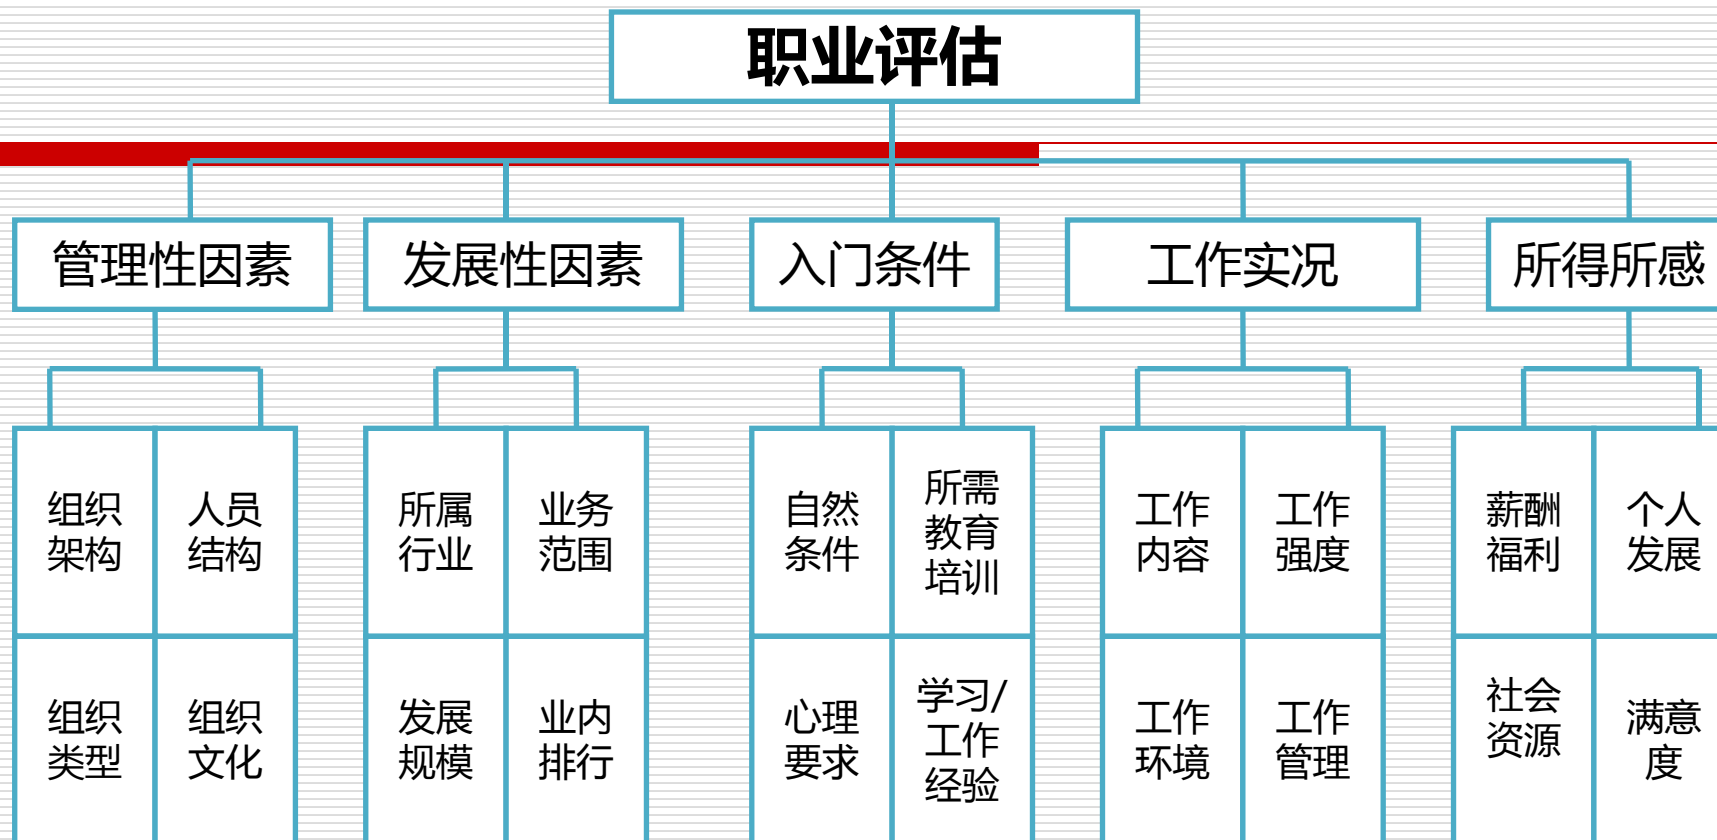 职业评估
管理性因素
发展性因素
入门条件
工作实况
所得所感
组织
架构
人员
结构
所属
行业
业务
范围
自然
条件
所需
教育
培训
工作
内容
工作
强度
薪酬
福利
个人
发展
组织
类型
组织
文化
发展
规模
业内
排行
心理
要求
学习/
工作
经验
工作
环境
工作
管理
社会
资源
满意
度